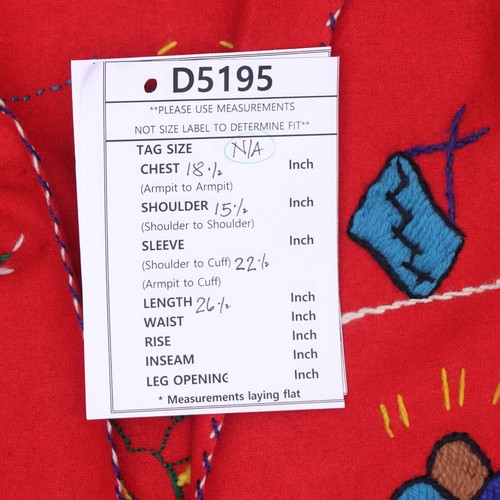 D5195
**PLEASE USE MEASUREMENTS
NOT SIZE LABEL TO DETERMINE FIT**
TAG SIZE N/A
CHEST 18·1/2 Inch
(Armpit to Armpit)
SHOULDER 15·1/2 Inch
(Shoulder to Shoulder)
SLEEVE Inch
(Shoulder to Cuff) 22·1/2
(Armpit to Cuff)
LENGTH 26·1/2 Inch
WAIST Inch
RISE Inch
INSEAM Inch
LEG OPENING Inch
* Measurements laying flat